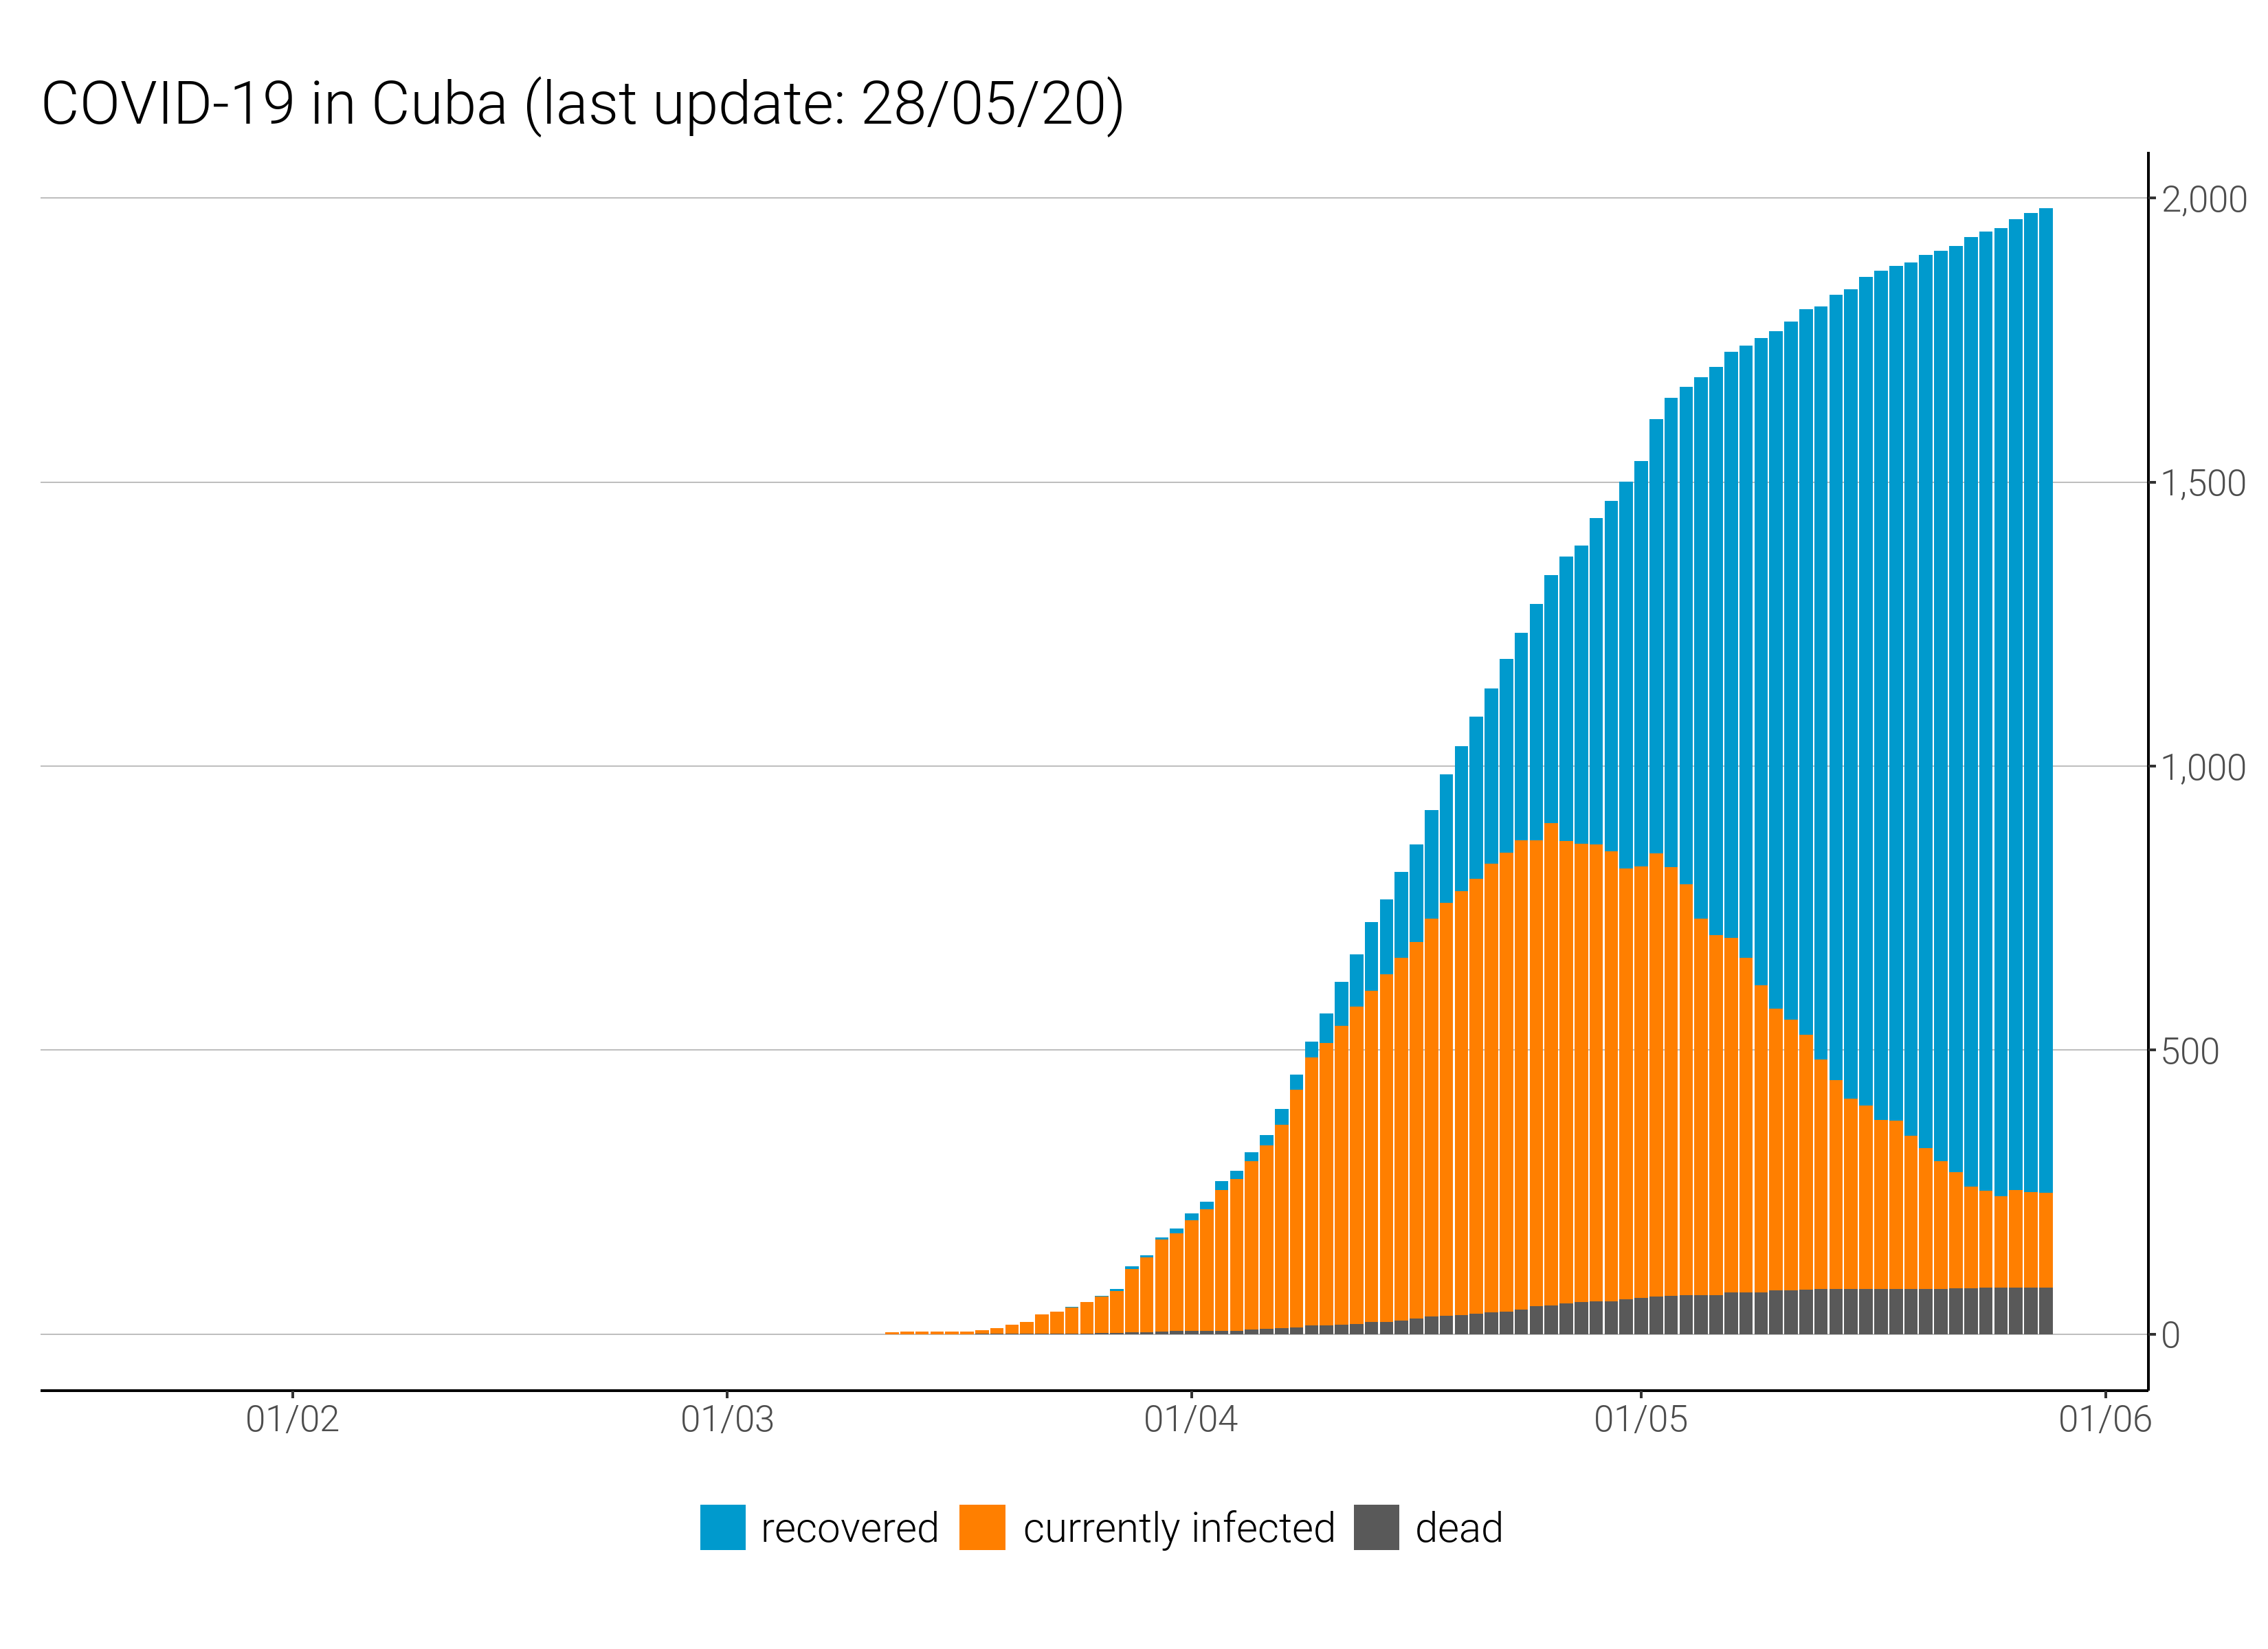 COVID-19 in Cuba (last update: 28/05/20)
2,000
1,500
1,000
500
0
01/02 01/03 01/04 01/05 01/06
recovered currently infected dead